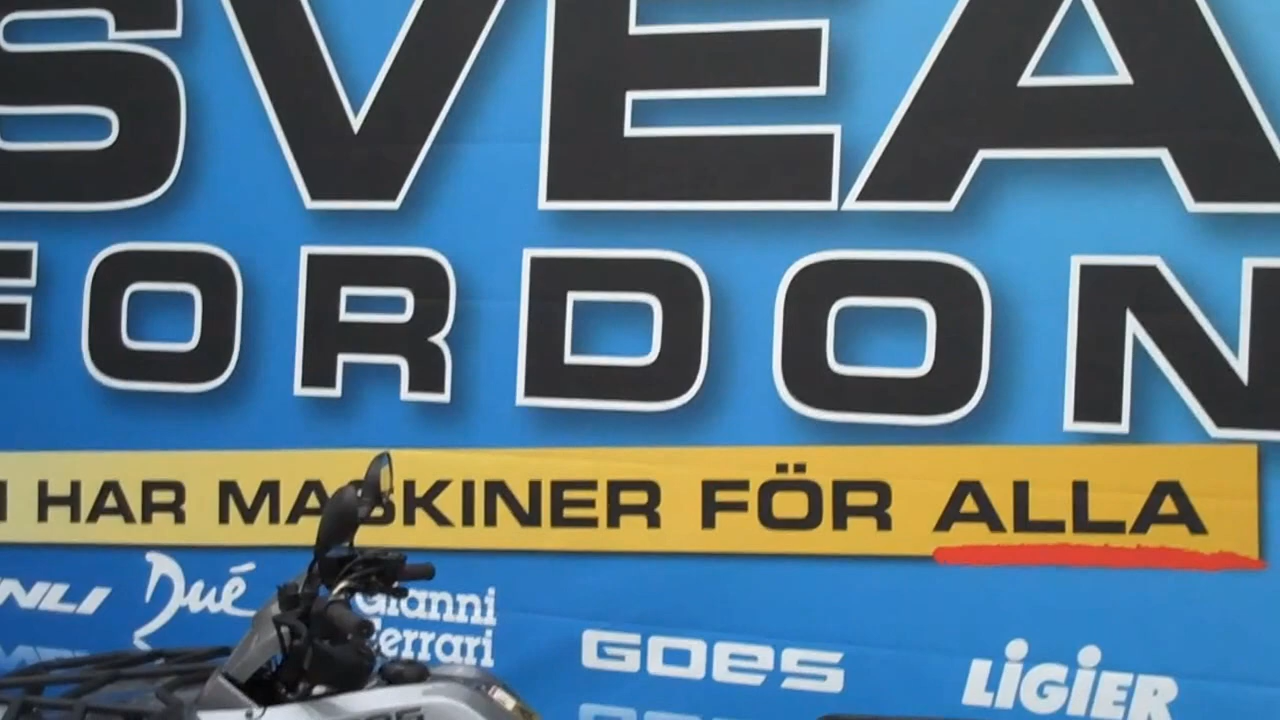 SVEA
FORDON
I HAR MASKINER FÖR ALLA
Dué
Gianni
Ferrari
GOES
LIGIER